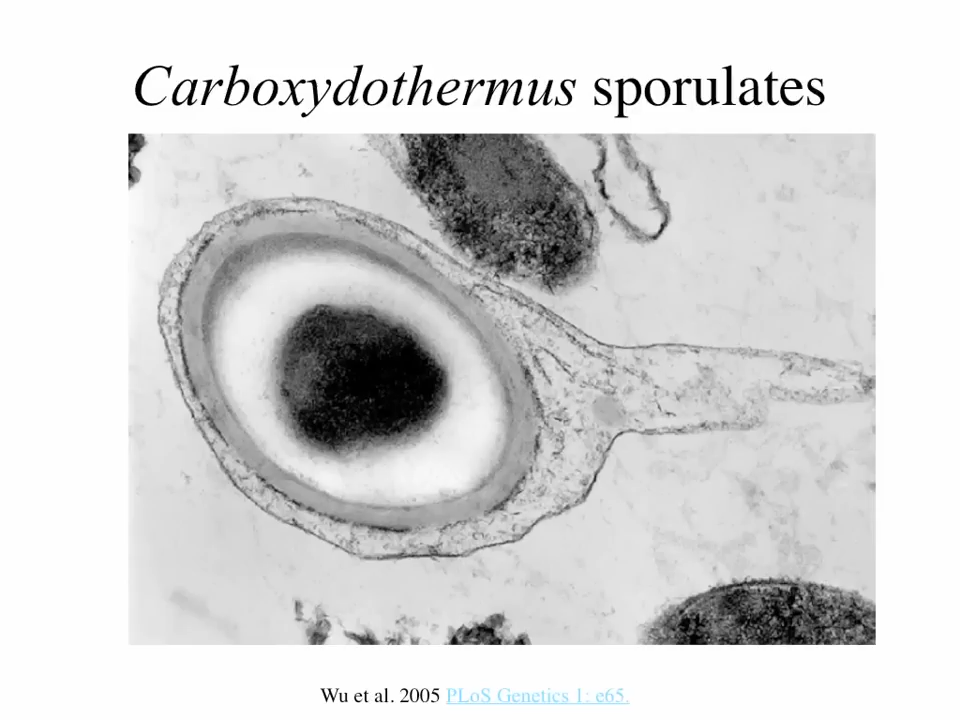 Carboxydothermus sporulates
Wu et al. 2005 PLoS Genetics 1: e65.